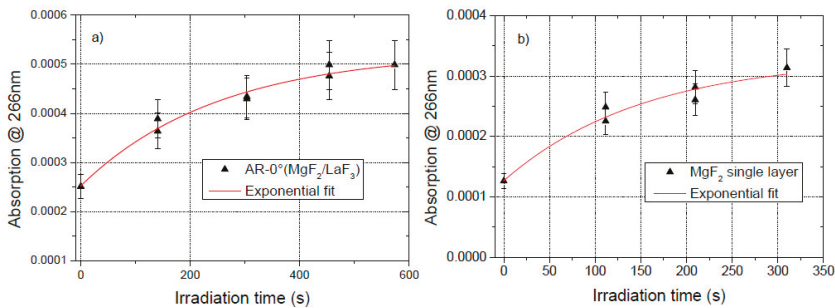 a)
Absorption @ 266nm
0.0006
0.0005
0.0004
0.0003
0.0002
0.0001
AR-0°(MgF₂/LaF₃)
Exponential fit
0
200
400
600
Irradiation time (s)
b)
Absorption @ 266nm
0.0004
0.0003
0.0002
0.0001
0.0000
MgF₂ single layer
Exponential fit
0
50
100
150
200
250
300
350
Irradiation time (s)